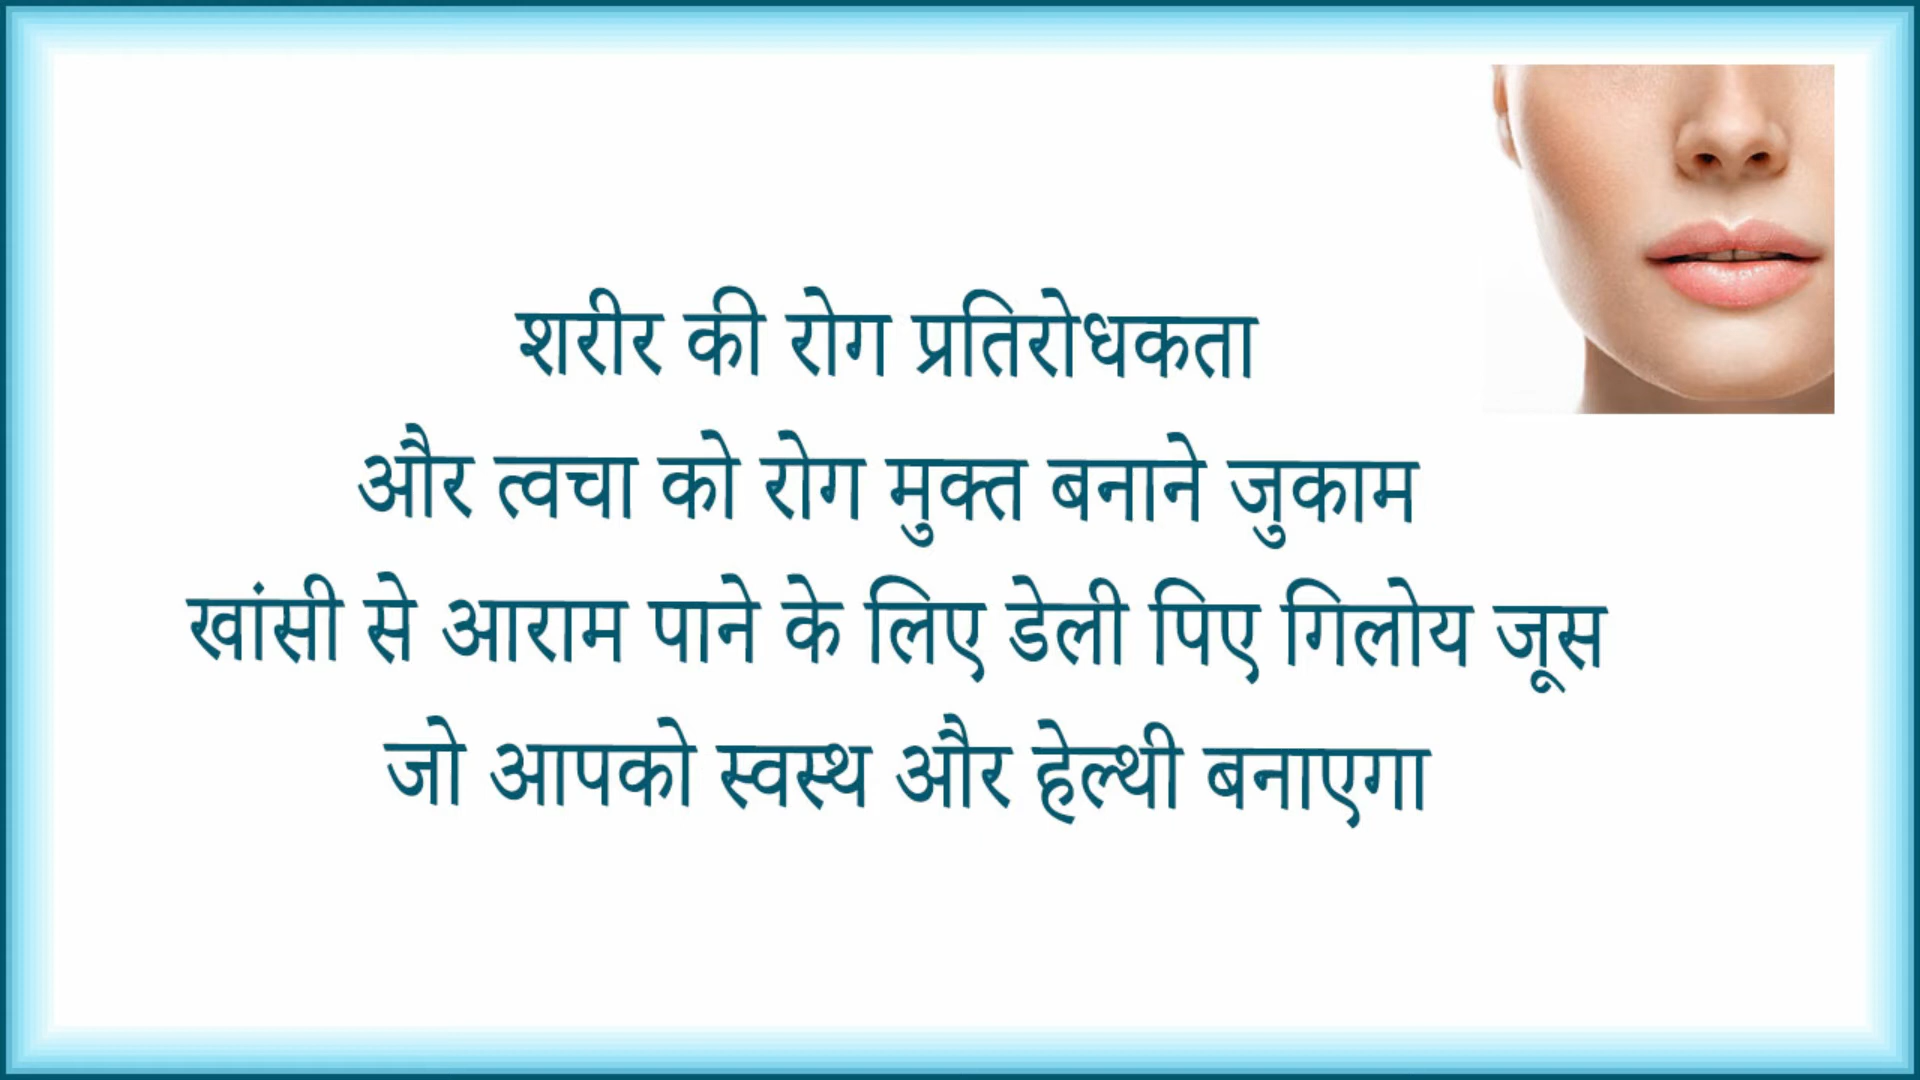 शरीर की रोग प्रतिरोधकता
और त्वचा को रोग मुक्त बनाने जुकाम
खांसी से आराम पाने के लिए डेली पिए गिलोय जूस
जो आपको स्वस्थ और हेल्थी बनाएगा